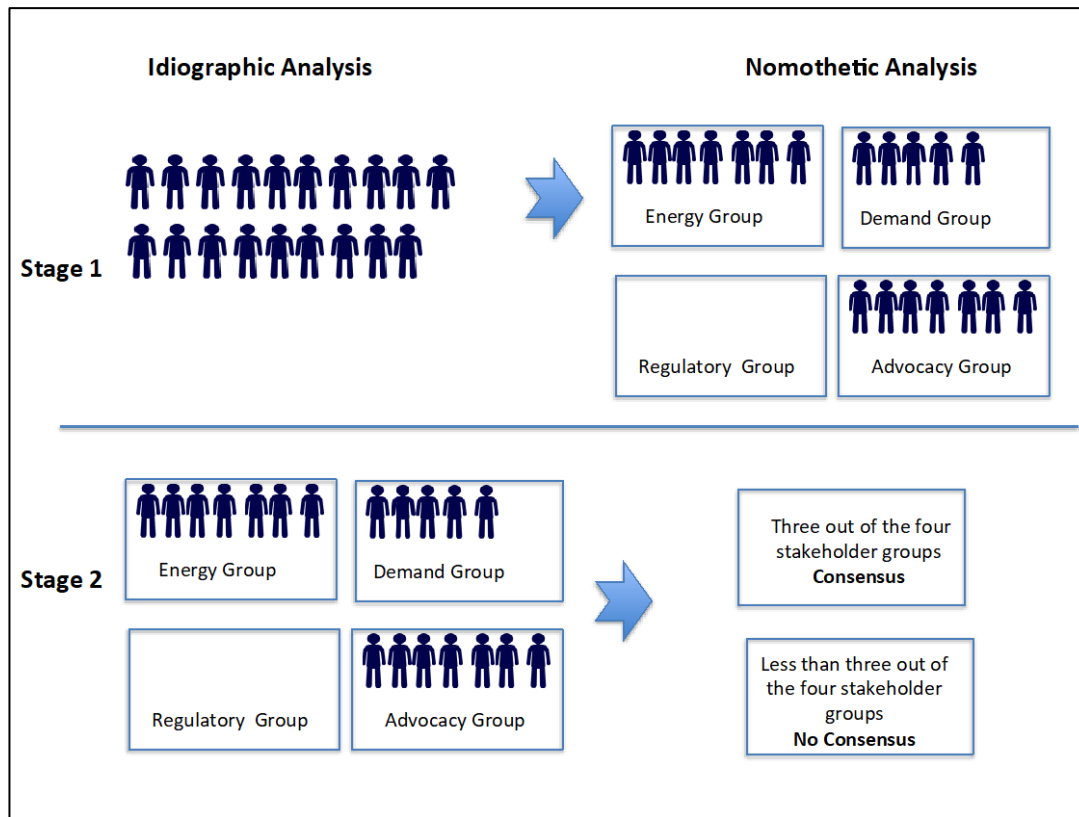 Idiographic Analysis
Nomothetic Analysis
Stage 1
Energy Group
Demand Group
Regulatory  Group
Advocacy Group
Stage 2
Energy Group
Demand Group
Regulatory  Group
Advocacy Group
Three out of the four
stakeholder groups
Consensus
Less than three out of
the four stakeholder
groups
No Consensus